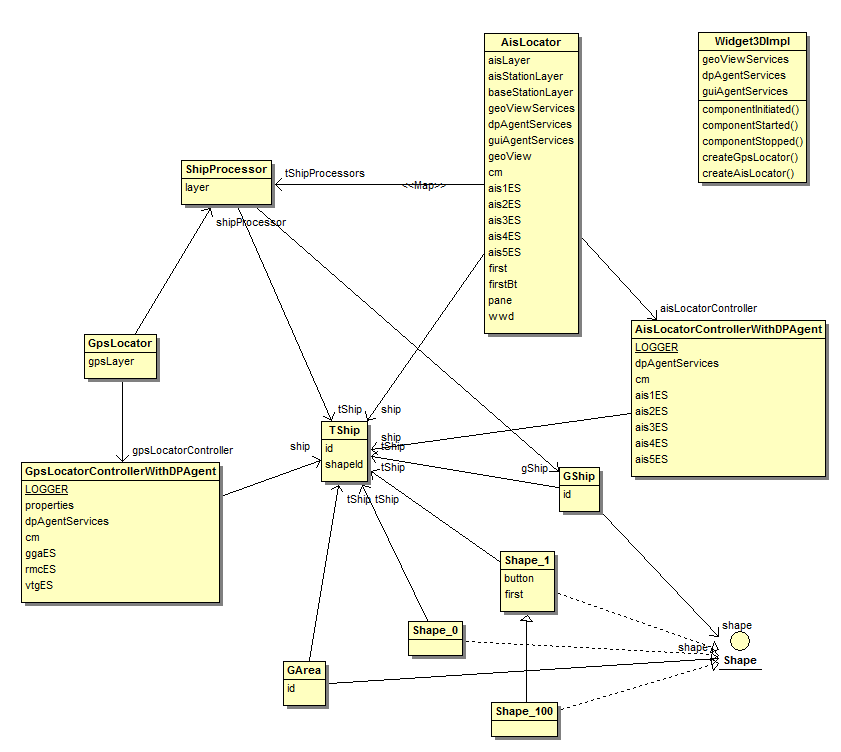 AisLocator
aisLayer
aisStationLayer
baseStationLayer
geoViewServices
dpAgentServices
guiAgentServices
geoView
cm
ais1ES
ais2ES
ais3ES
ais4ES
ais5ES
first
firstBt
pane
wwd
Widget3DImpl
geoViewServices
dpAgentServices
guiAgentServices
componentInitiated()
componentStarted()
componentStopped()
createGpsLocator()
createAisLocator()
ShipProcessor
layer
tShipProcessors
<<Map>>
shipProcessor
GpsLocator
gpsLayer
aisLocatorController
AisLocatorControllerWithDPAgent
LOGGER
dpAgentServices
cm
ais1ES
ais2ES
ais3ES
ais4ES
ais5ES
tShip
ship
TShip
id
shapeId
ship
ship
tShip
tShip
gpsLocatorController
GpsLocatorControllerWithDPAgent
LOGGER
properties
dpAgentServices
cm
ggaES
rmcES
vtgES
gShip
GShip
id
tShip
tShip
Shape_1
button
first
Shape_0
shape
shape
Shape
GArea
id
Shape_100